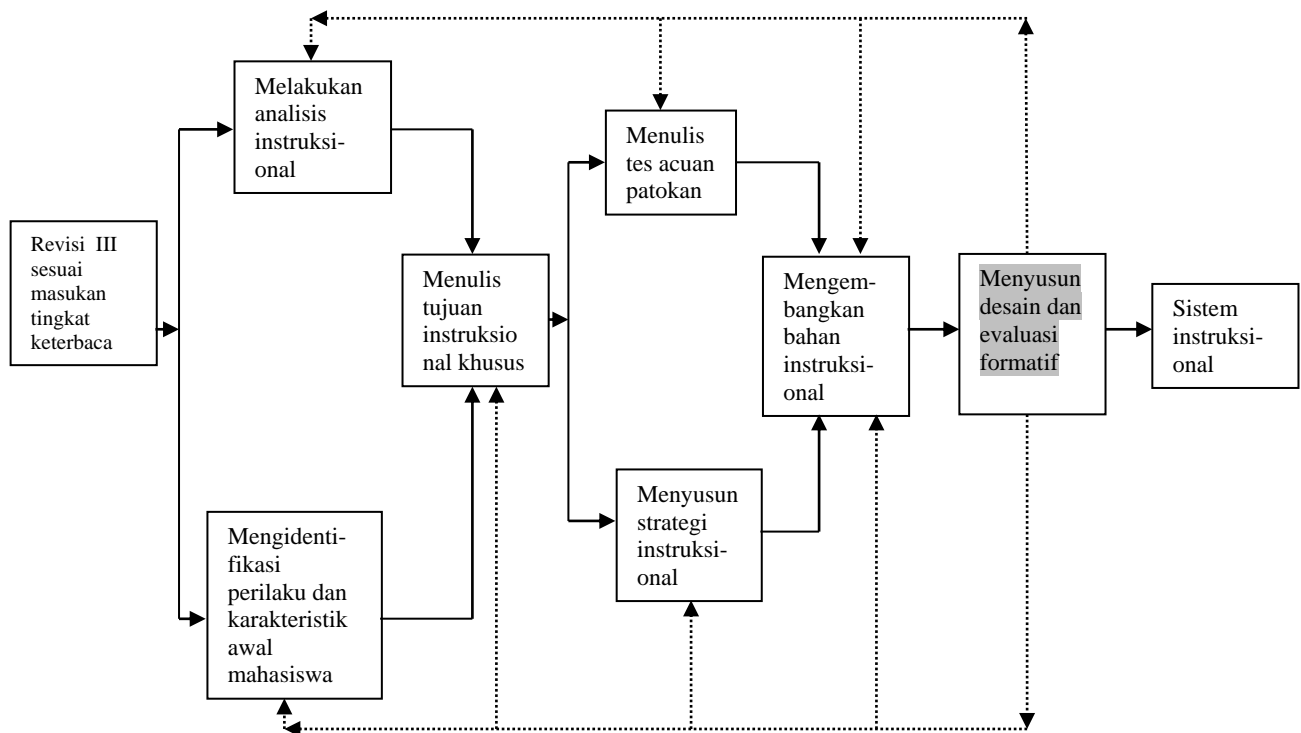 Melakukan
analisis
instruksi-
onal
Menulis
tes acuan
patokan
Revisi III
sesuai
masukan
tingkat
keterbaca
Menulis
tujuan
instruksio
nal khusus
Mengem-
bangkan
bahan
instruksi-
onal
Menyusun
desain dan
evaluasi
formatif
Sistem
instruksi-
onal
Mengidenti-
fikasi
perilaku dan
karakteristik
awal
mahasiswa
Menyusun
strategi
instruksi-
onal